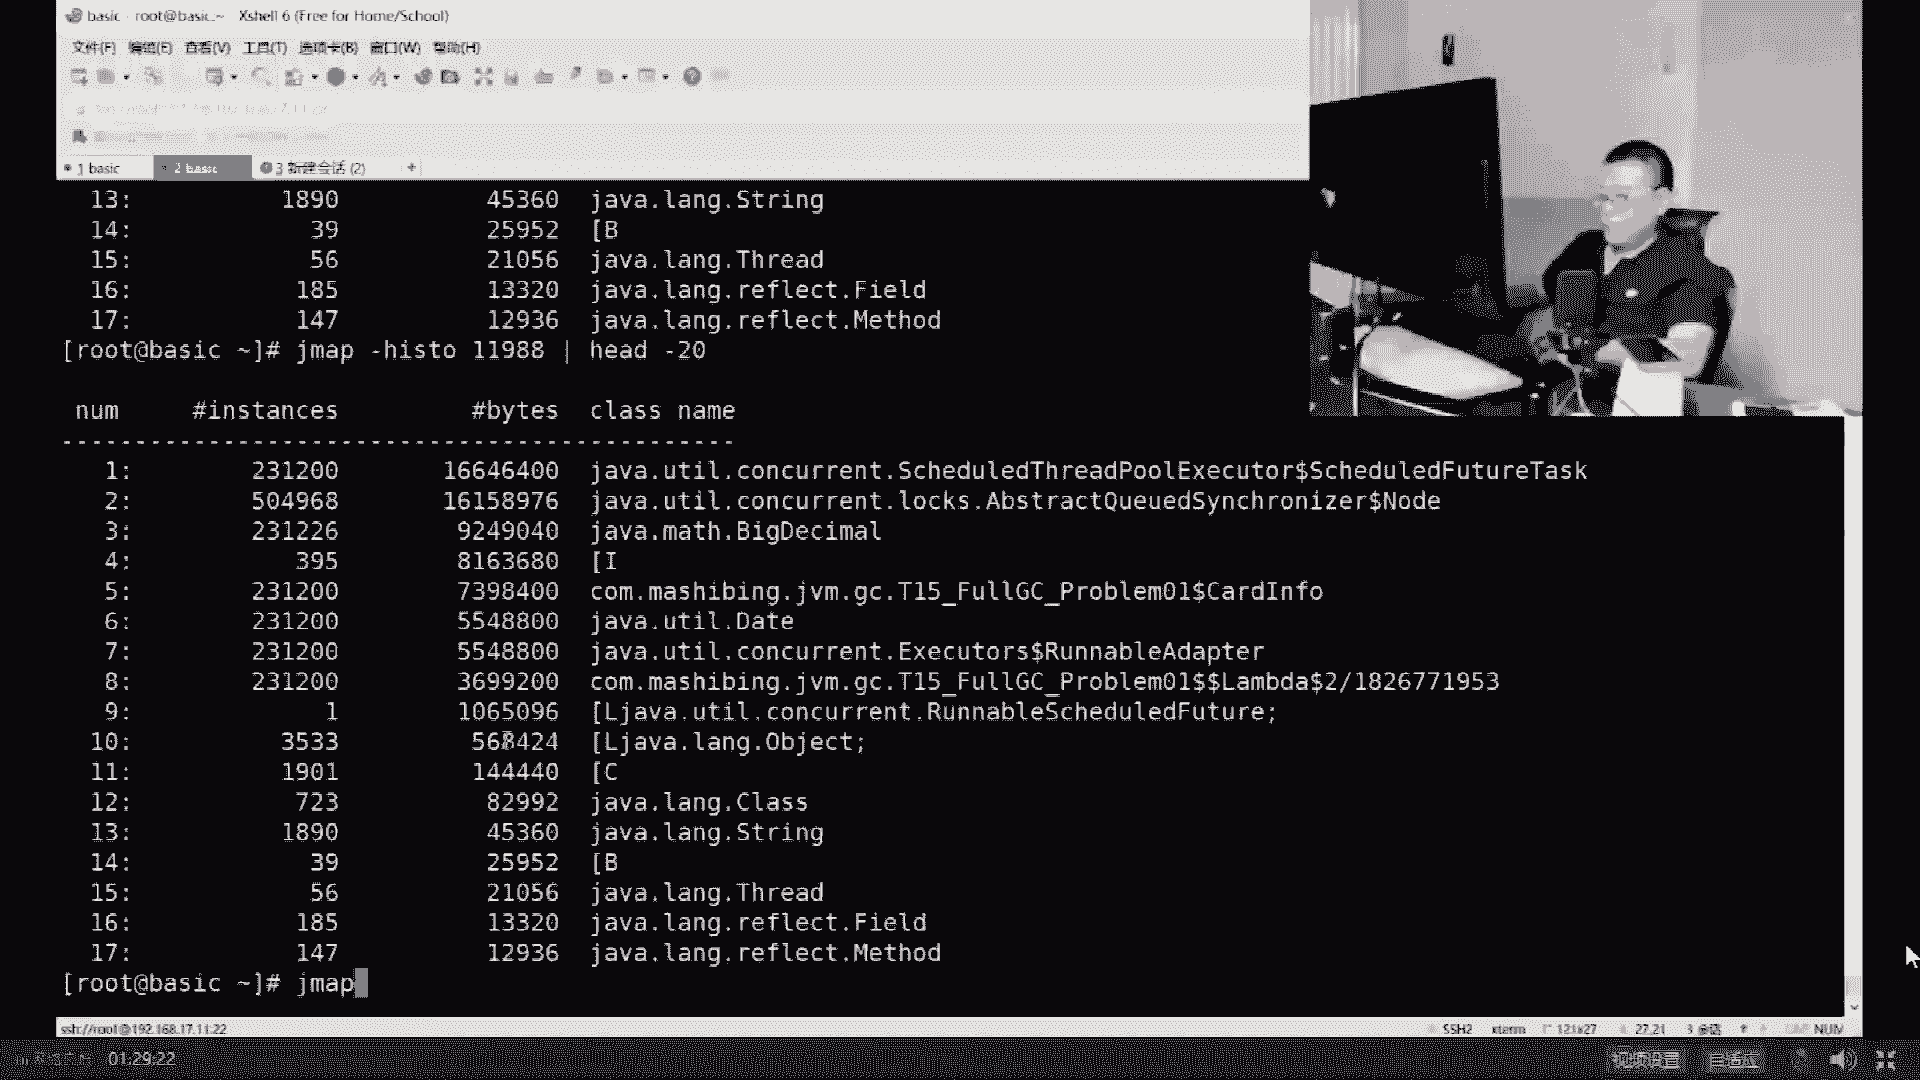 basic - root@basic:~ Xshell 6 (Free for Home/School)
文件(F) 编辑(E) 查看(V) 工具(T) 选项卡(B) 窗口(W) 帮助(H)
1 basic 2 basic 3 新建会话 (2) +
13: 1890 45360 java.lang.String
14: 39 25952 [B
15: 56 21056 java.lang.Thread
16: 185 13320 java.lang.reflect.Field
17: 147 12936 java.lang.reflect.Method
[root@basic ~]# jmap -histo 11988 | head -20
num #instances #bytes class name
----------------------------------------------
1: 231200 16646400 java.util.concurrent.ScheduledThreadPoolExecutor$ScheduledFutureTask
2: 504968 16158976 java.util.concurrent.locks.AbstractQueuedSynchronizer$Node
3: 231226 9249040 java.math.BigDecimal
4: 395 8163680 [I
5: 231200 7398400 com.mashibing.jvm.gc.T15_FullGC_Problem01$CardInfo
6: 231200 5548800 java.util.Date
7: 231200 5548800 java.util.concurrent.Executors$RunnableAdapter
8: 231200 3699200 com.mashibing.jvm.gc.T15_FullGC_Problem01$$Lambda$2/1826771953
9: 1 1065096 [Ljava.util.concurrent.RunnableScheduledFuture;
10: 3533 568424 [Ljava.lang.Object;
11: 1901 144440 [C
12: 723 82992 java.lang.Class
13: 1890 45360 java.lang.String
14: 39 25952 [B
15: 56 21056 java.lang.Thread
16: 185 13320 java.lang.reflect.Field
17: 147 12936 java.lang.reflect.Method
[root@basic ~]# jmap
ssh://root@192.168.17.11:22 SSH2 xterm 121x27 27,21 3 会话 NUM
01:29:22 视频设置 自适应